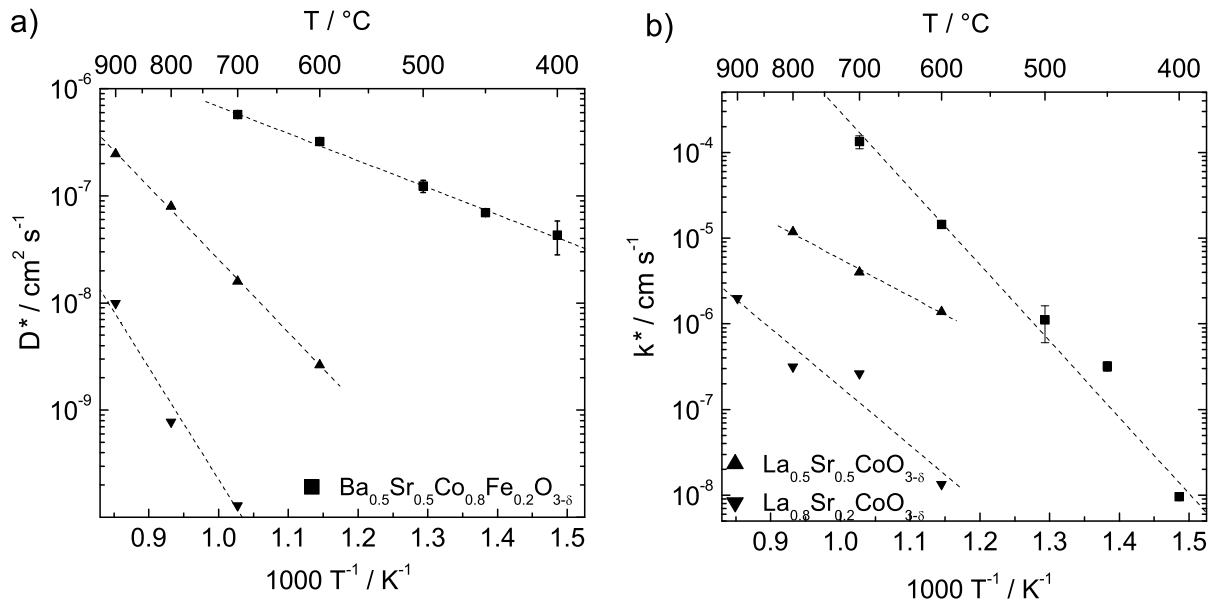 a)
T / °C
900 800 700 600 500 400
10⁻⁶
10⁻⁷
10⁻⁸
10⁻⁹
D* / cm² s⁻¹
Ba₀.₅Sr₀.₅Co₀.₈Fe₀.₂O₃₋δ
0.9 1.0 1.1 1.2 1.3 1.4 1.5
1000 T⁻¹ / K⁻¹
b)
T / °C
900 800 700 600 500 400
10⁻⁴
10⁻⁵
10⁻⁶
10⁻⁷
10⁻⁸
k* / cm s⁻¹
La₀.₅Sr₀.₅CoO₃₋δ
La₀.₈Sr₀.₂CoO₃₋δ
0.9 1.0 1.1 1.2 1.3 1.4 1.5
1000 T⁻¹ / K⁻¹